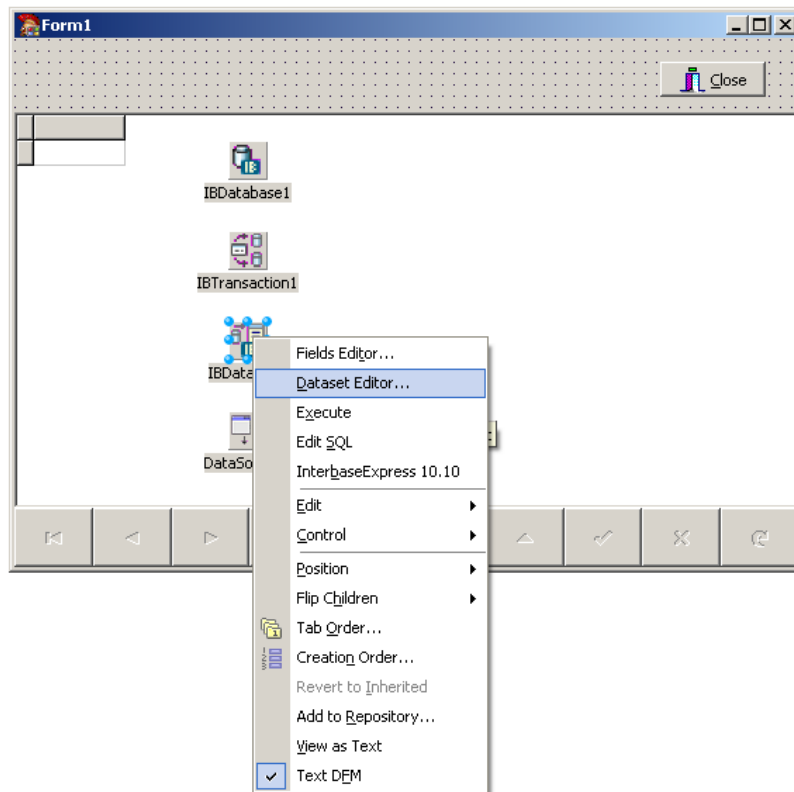 Form1
Close
IBDatabase1
IBTransaction1
IBData
DataSo
Fields Editor...
Dataset Editor...
Execute
Edit SQL
InterbaseExpress 10.10
Edit
Control
Position
Flip Children
Tab Order...
Creation Order...
Revert to Inherited
Add to Repository...
View as Text
Text DFM